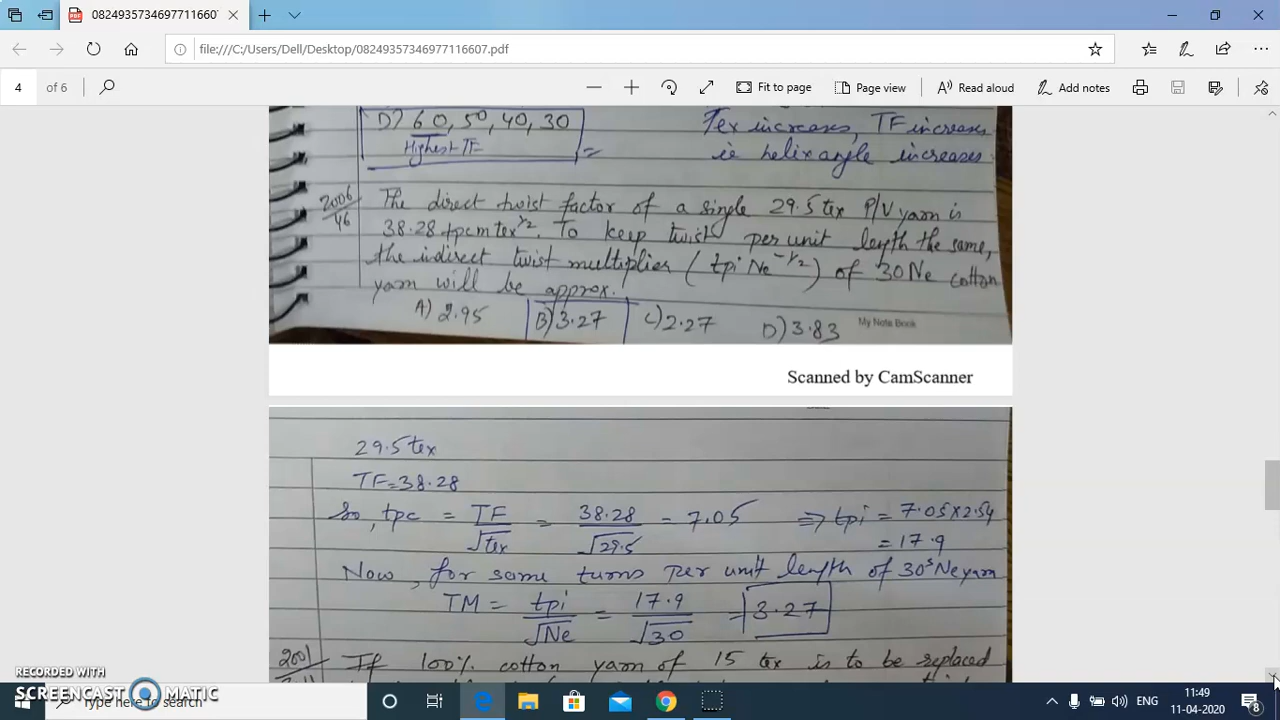 08249357346977116607
file:///C:/Users/Dell/Desktop/08249357346977116607.pdf
4 of 6 Fit to page Page view Read aloud Add notes
D) 60, 50, 40, 30
Highest TF
Tex increases, TF increases
ie helix angle increases
2006/46
The direct twist factor of a single 29.5 tex P/V yarn is
38.28 tpcm tex^1/2. To keep twist per unit length the same,
the indirect twist multiplier (tpi Ne^-1/2) of 30Ne cotton
yarn will be approx.
A) 2.95 B) 3.27 C) 2.27 D) 3.83
My Note Book
Scanned by CamScanner
29.5 tex
TF=38.28
So, tpc = TF/√tex = 38.28/√29.5 = 7.05 ⇒ tpi = 7.05×2.54
= 17.9
Now, for same turns per unit length of 30s Ne yarn
TM = tpi/√Ne = 17.9/√30 = 3.27
2001
If 100% cotton yarn of 15 tex is to be replaced
RECORDED WITH
SCREENCAST MATIC
Type here to search
ENG
11:49
11-04-2020
8